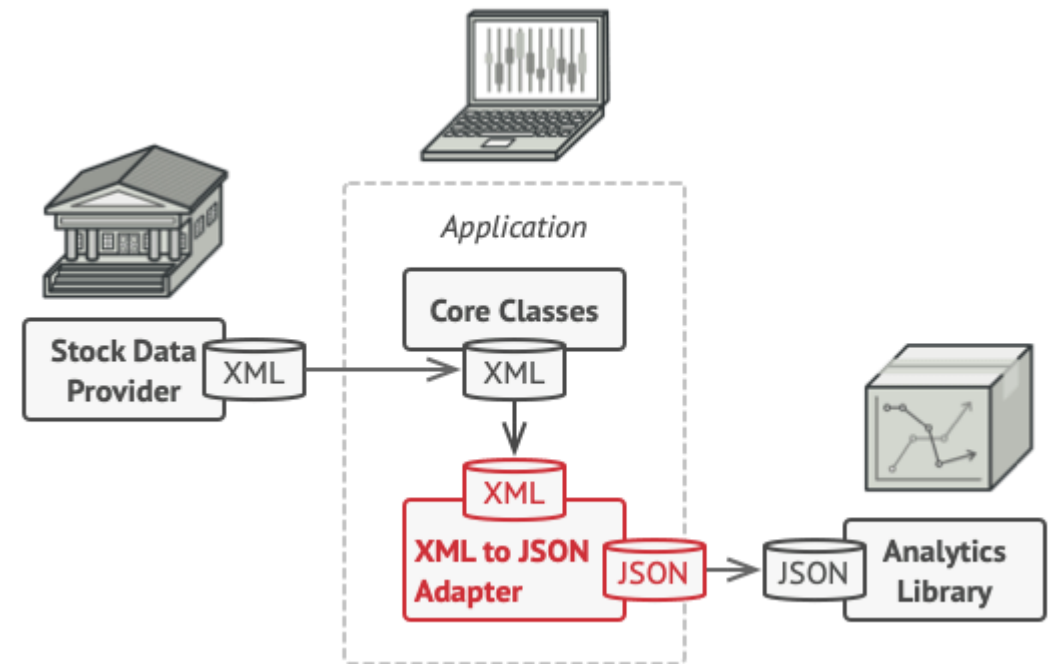 Application
Core Classes
XML
Stock Data
Provider
XML
XML
XML to JSON
Adapter
JSON
JSON
Analytics
Library